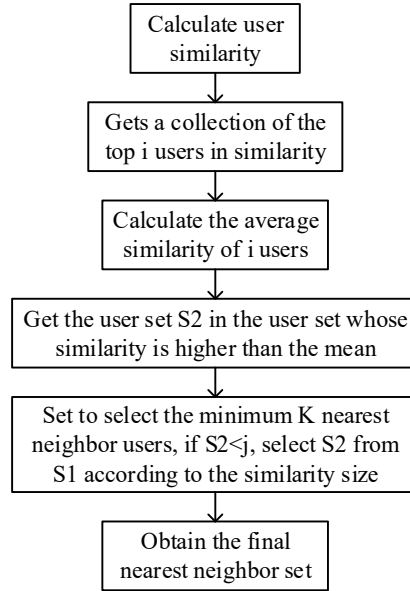 Calculate user
similarity
Gets a collection of the
top i users in similarity
Calculate the average
similarity of i users
Get the user set S2 in the user set whose
similarity is higher than the mean
Set to select the minimum K nearest
neighbor users, if S2<j, select S2 from
S1 according to the similarity size
Obtain the final
nearest neighbor set